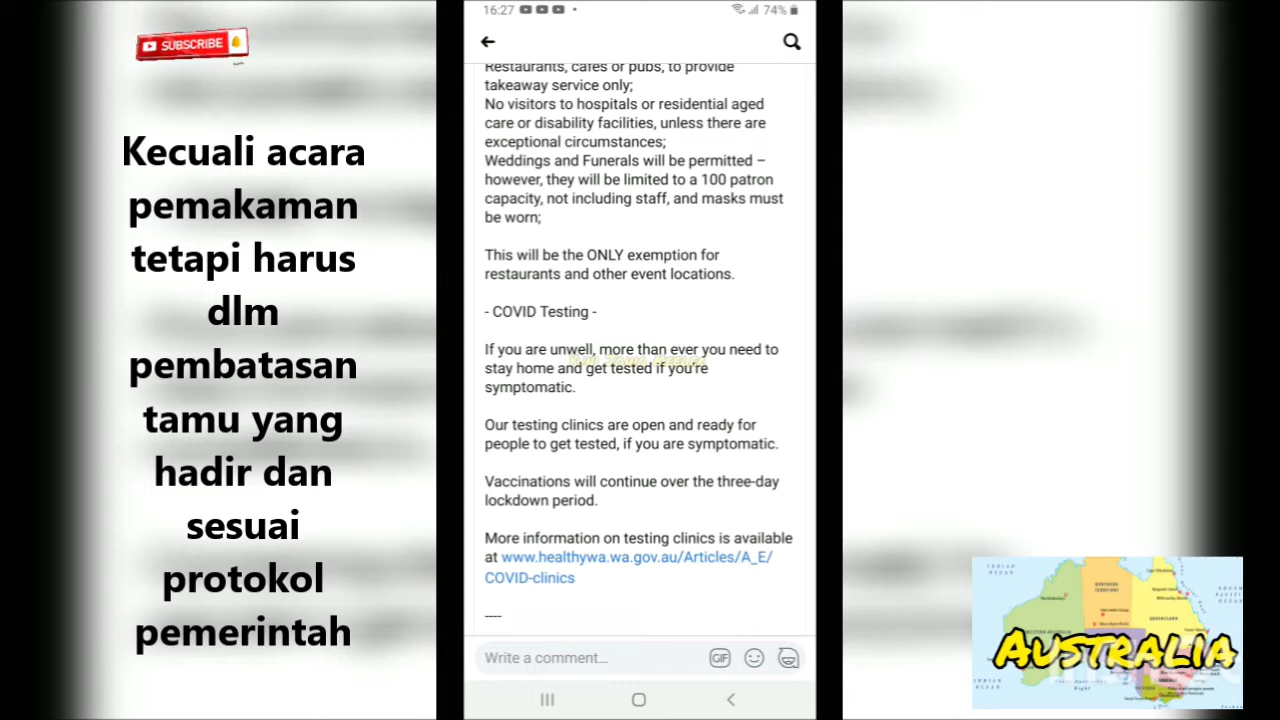 SUBSCRIBE
Kecuali acara
pemakaman
tetapi harus
dlm
pembatasan
tamu yang
hadir dan
sesuai
protokol
pemerintah
16:27
74%
Restaurants, cafes or pubs, to provide
takeaway service only;
No visitors to hospitals or residential aged
care or disability facilities, unless there are
exceptional circumstances;
Weddings and Funerals will be permitted –
however, they will be limited to a 100 patron
capacity, not including staff, and masks must
be worn;
This will be the ONLY exemption for
restaurants and other event locations.
- COVID Testing -
If you are unwell, more than ever you need to
stay home and get tested if you're
symptomatic.
Our testing clinics are open and ready for
people to get tested, if you are symptomatic.
Vaccinations will continue over the three-day
lockdown period.
More information on testing clinics is available
at www.healthywa.wa.gov.au/Articles/A_E/
COVID-clinics
Write a comment...
GIF
NORTHERN
TERRITORY
AUSTRALIA